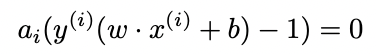 a_i(y^{(i)}(w · x^{(i)} + b) − 1) = 0